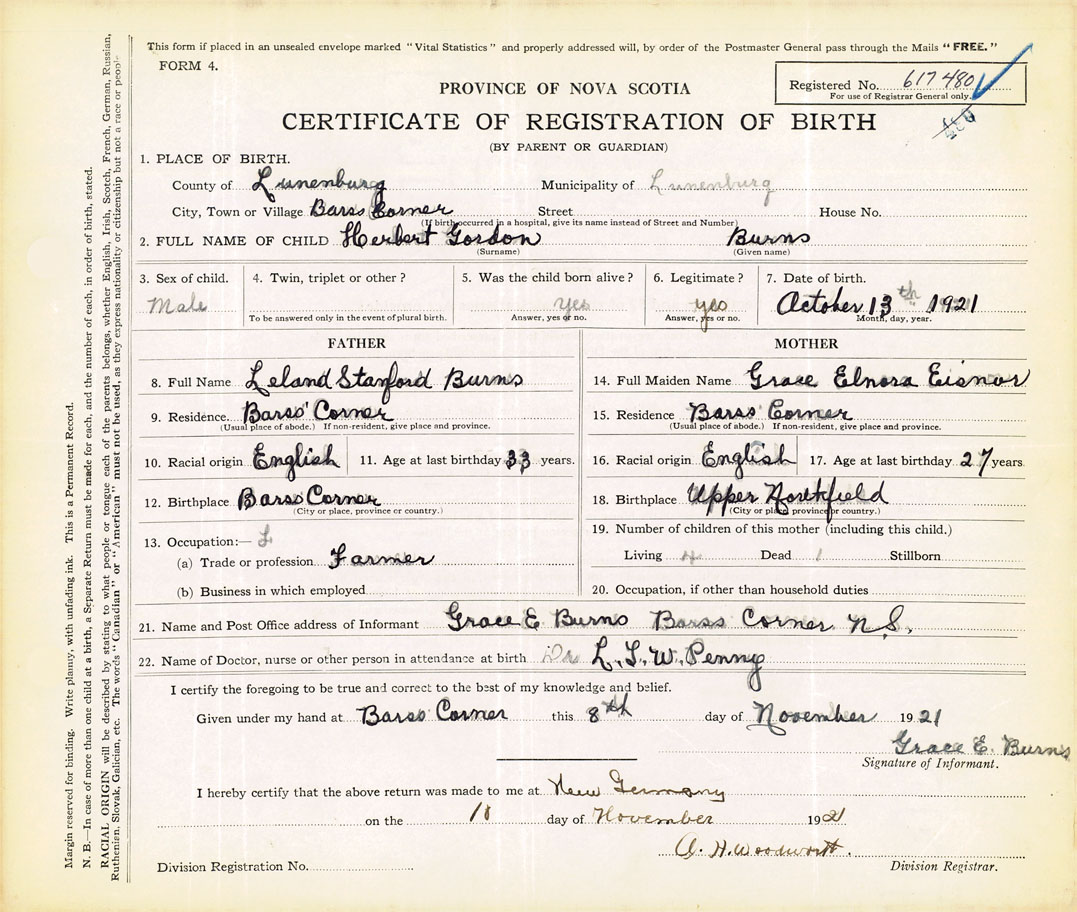 This form if placed in an unsealed envelope marked "Vital Statistics" and properly addressed will, by order of the Postmaster General pass through the Mails "FREE."
FORM 4.
Registered No. 617480
For use of Registrar General only.
480
PROVINCE OF NOVA SCOTIA
CERTIFICATE OF REGISTRATION OF BIRTH
(BY PARENT OR GUARDIAN)
1. PLACE OF BIRTH.
County of Lunenburg Municipality of Lunenburg
City, Town or Village Barss Corner Street House No.
(If birth occurred in a hospital, give its name instead of Street and Number)
2. FULL NAME OF CHILD Herbert Gordon Burns
(Surname) (Given name)
3. Sex of child. 4. Twin, triplet or other? 5. Was the child born alive? 6. Legitimate? 7. Date of birth.
Male yes yes October 13th 1921
To be answered only in the event of plural birth. Answer, yes or no. Answer, yes or no. Month, day, year.
FATHER MOTHER
8. Full Name Leland Stanford Burns 14. Full Maiden Name Grace Elnora Eisnor
9. Residence. Barss' Corner 15. Residence Barss Corner
(Usual place of abode.) If non-resident, give place and province. (Usual place of abode.) If non-resident, give place and province.
10. Racial origin English 11. Age at last birthday 33 years. 16. Racial origin English 17. Age at last birthday 27 years.
12. Birthplace Barss Corner 18. Birthplace Upper Northfield
(City or place, province or country.) (City or place, province or country.)
19. Number of children of this mother (including this child.)
13. Occupation:— F
Living 4 Dead 1 Stillborn
(a) Trade or profession Farmer
(b) Business in which employed 20. Occupation, if other than household duties
21. Name and Post Office address of Informant Grace E Burns Barss Corner N.S.
22. Name of Doctor, nurse or other person in attendance at birth Dr L. S. W. Penny
I certify the foregoing to be true and correct to the best of my knowledge and belief.
Given under my hand at Barss Corner this 8th day of November 1921
Grace E. Burns
Signature of Informant.
I hereby certify that the above return was made to me at New Germany
on the 10 day of November 1921
A. H. Woodworth.
Division Registration No. Division Registrar.
Margin reserved for binding. Write plainly, with unfading ink. This is a Permanent Record.
N. B.—In case of more than one child at a birth, a Separate Return must be made for each, and the number of each, in order of birth, stated.
RACIAL ORIGIN will be described by stating to what people or tongue each of the parents belongs, whether English, Irish, Scotch, French, German, Russian,
Ruthenian, Slovak, Galician, etc. The words "Canadian" or "American" must not be used, as they express nationality or citizenship but not a race or people